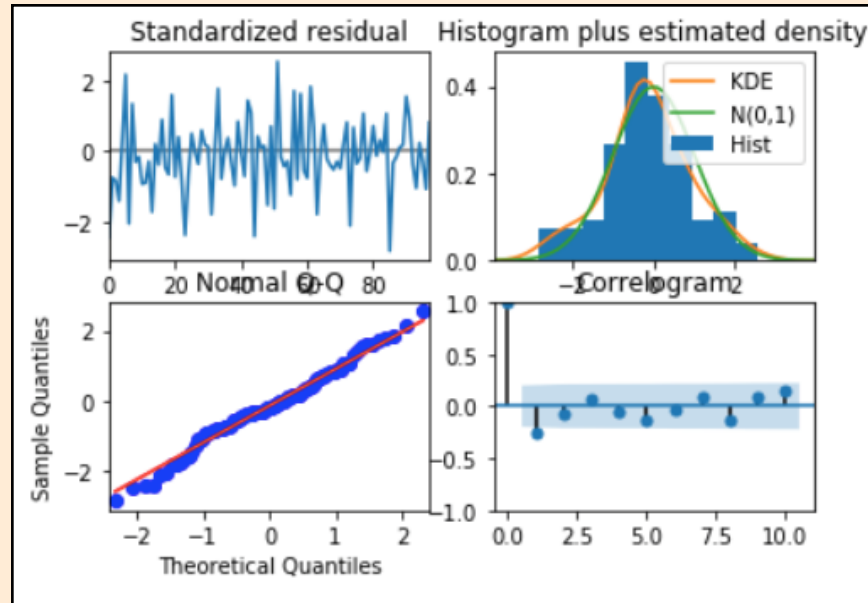 Standardized residual
Histogram plus estimated density
2
0
−2
0 20 40 60 80
0.4
0.2
0.0
−2 0 2
KDE
N(0,1)
Hist
Normal Q-Q
Correlogram
Sample Quantiles
2
0
−2
−2 −1 0 1 2
Theoretical Quantiles
1.0
0.5
0.0
−0.5
−1.0
0.0 2.5 5.0 7.5 10.0